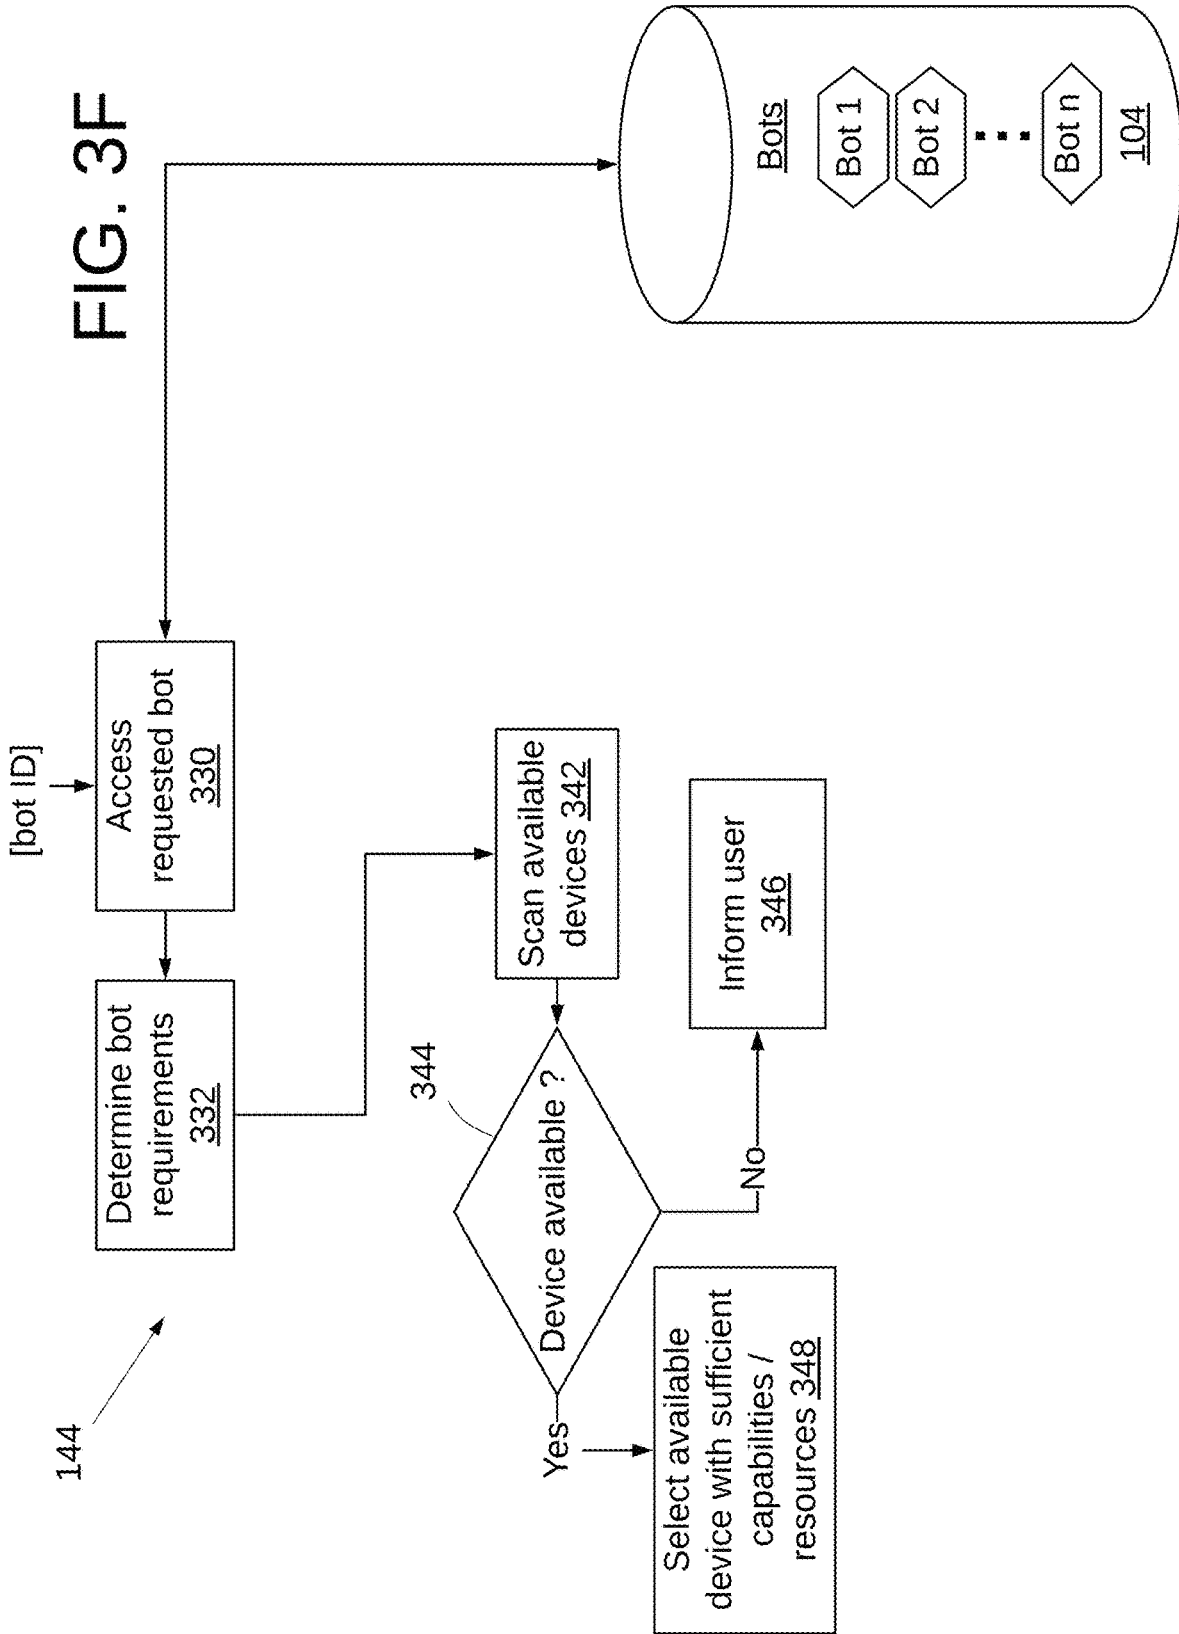 FIG. 3F
[bot ID]
Access
requested bot
330
Determine bot
requirements
332
144
Scan available
devices 342
344
Device available ?
Yes
No
Inform user
346
Select available
device with sufficient
capabilities /
resources 348
Bots
Bot 1
Bot 2
Bot n
104